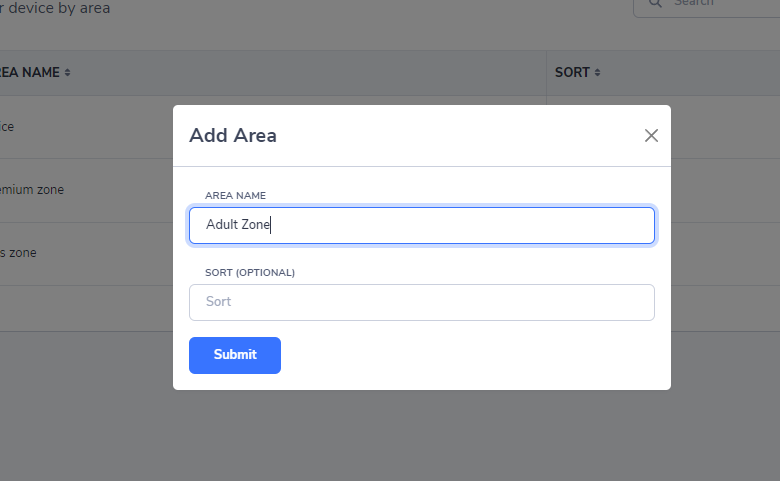 r device by area
Search
EA NAME
SORT
ice
emium zone
s zone
Add Area
AREA NAME
Adult Zone
SORT (OPTIONAL)
Sort
Submit